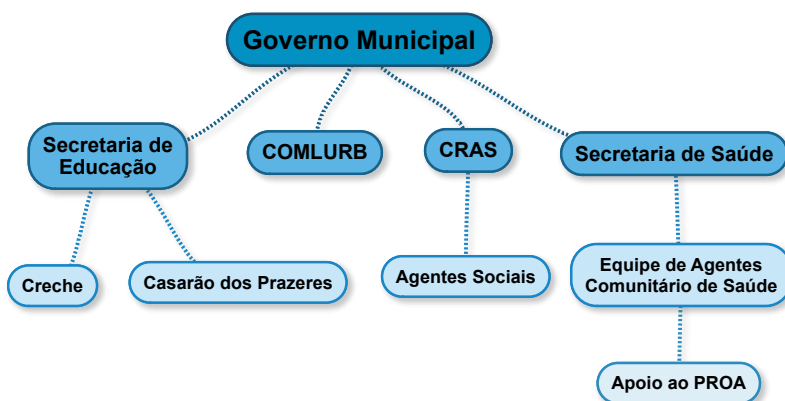 Governo Municipal
Secretaria de
Educação
COMLURB
CRAS
Secretaria de Saúde
Creche
Casarão dos Prazeres
Agentes Sociais
Equipe de Agentes
Comunitário de Saúde
Apoio ao PROA